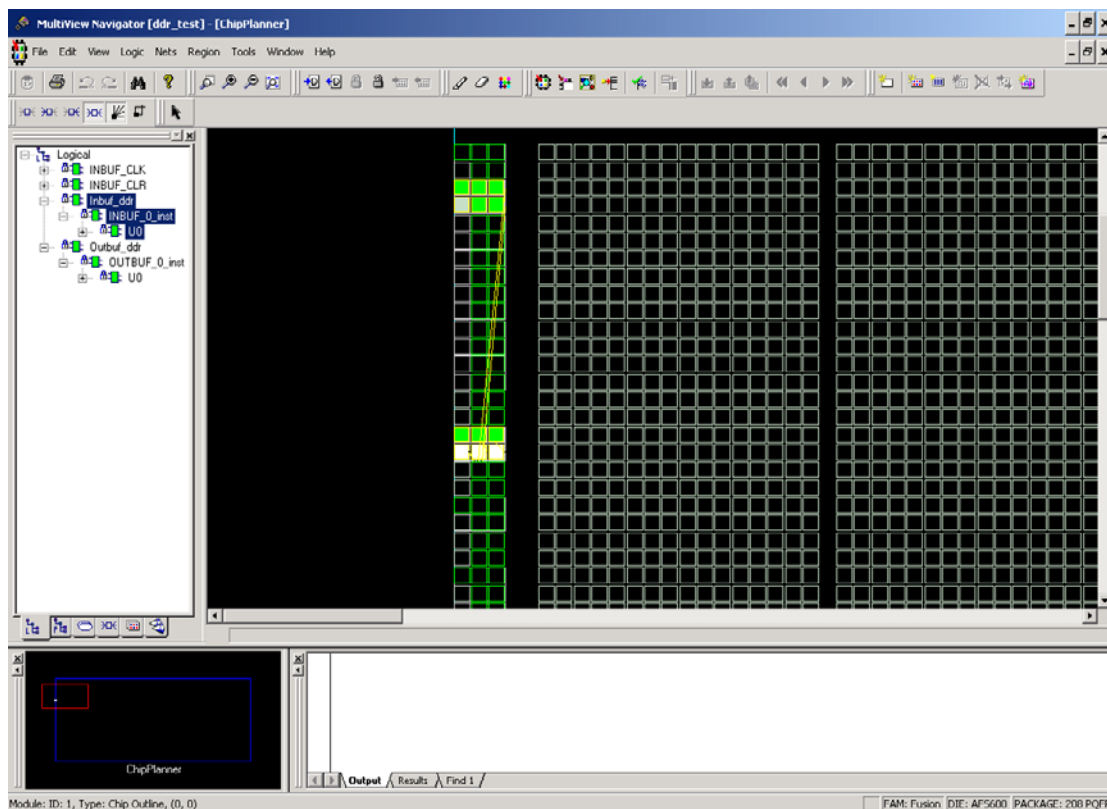 MultiView Navigator [ddr_test] - [ChipPlanner]
File Edit View Logic Nets Region Tools Window Help
Logical
INBUF_CLK
INBUF_CLR
Inbuf_ddr
INBUF_0_inst
U0
Outbuf_ddr
OUTBUF_0_inst
U0
ChipPlanner
Output Results Find 1
Module: ID: 1, Type: Chip Outline, (0, 0)
FAM: Fusion DIE: AFS600 PACKAGE: 208 PQFP